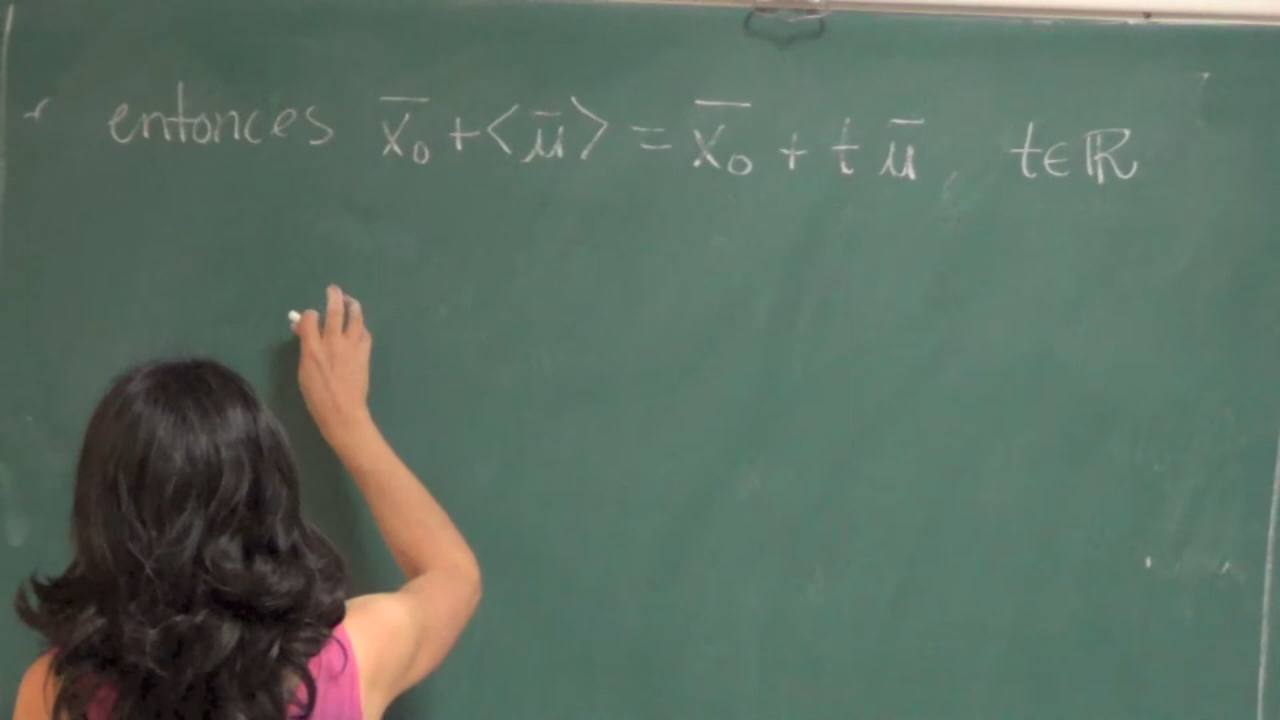 entonces x̄₀ + <ū> = x̄₀ + t ū, t∈ℝ